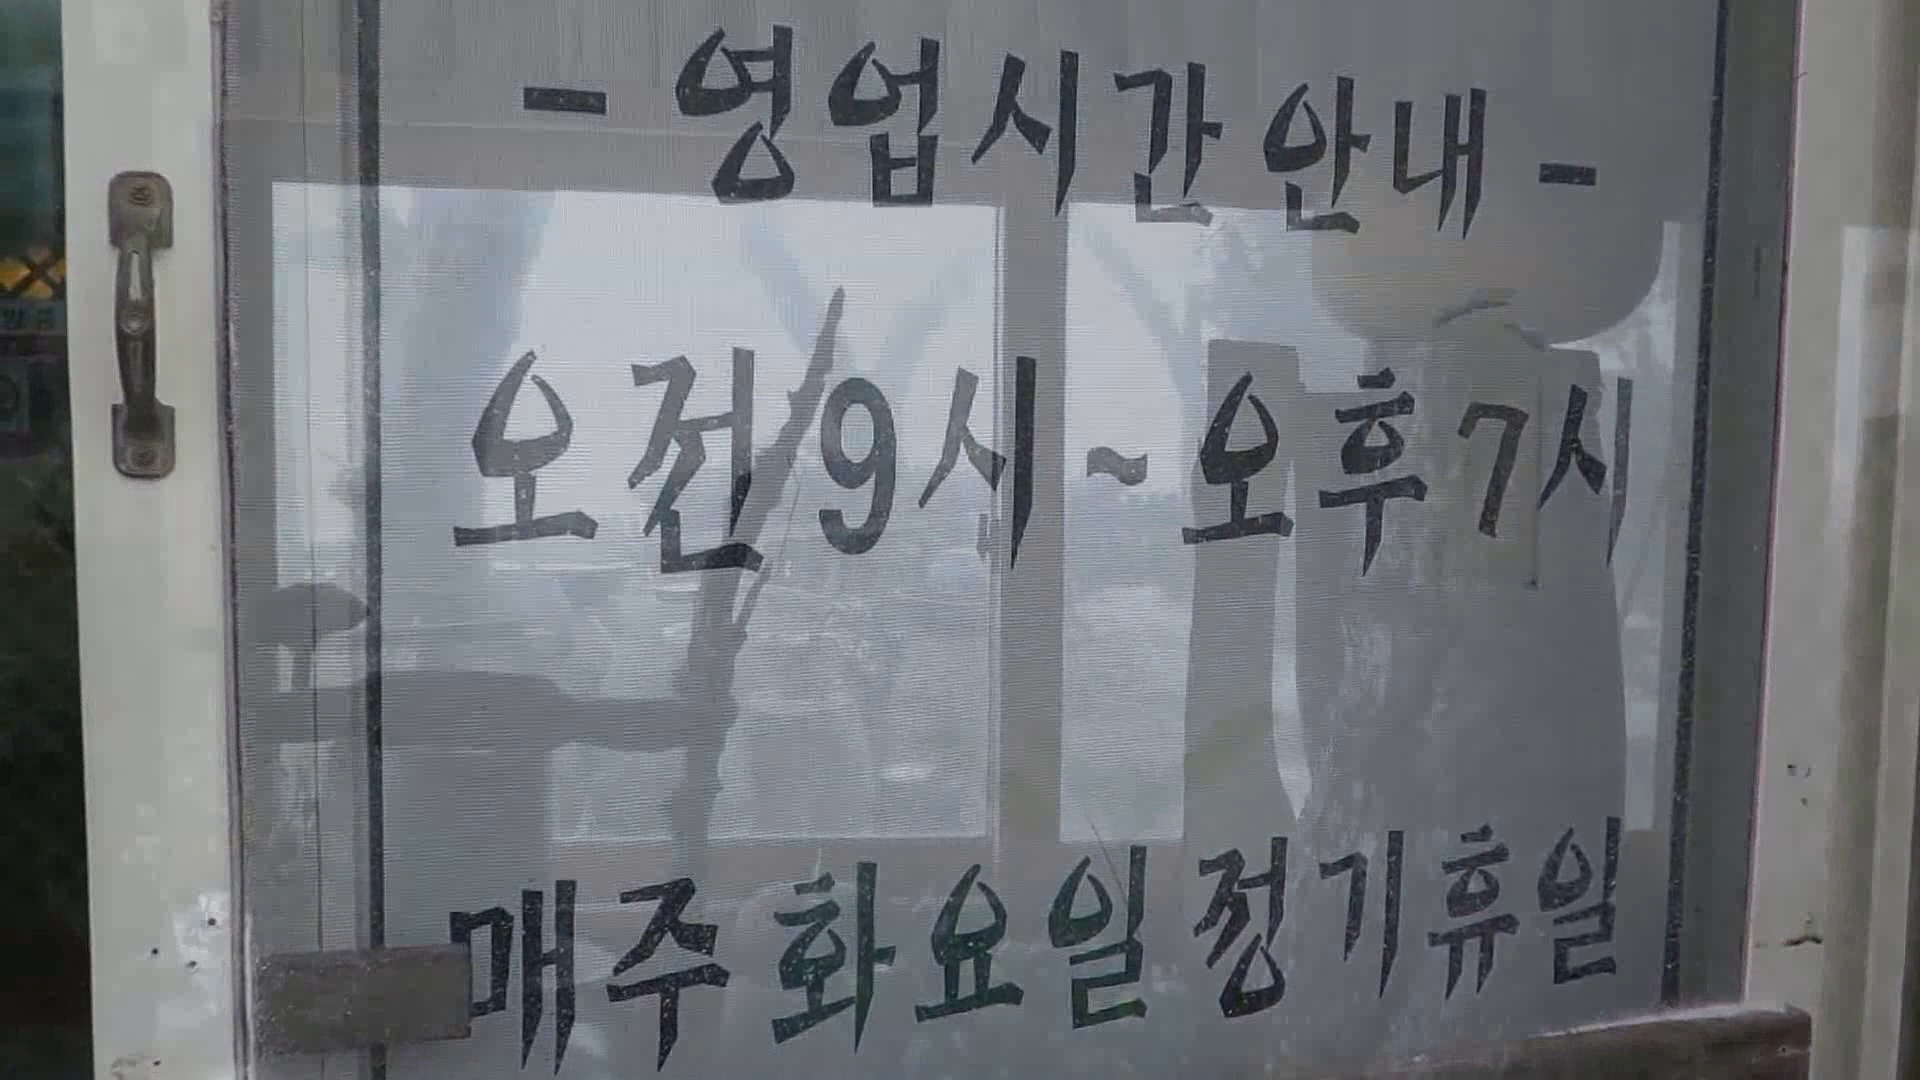 - 영업시간안내 -
오전 9시 ~ 오후 7시
매주 화요일 정기휴일